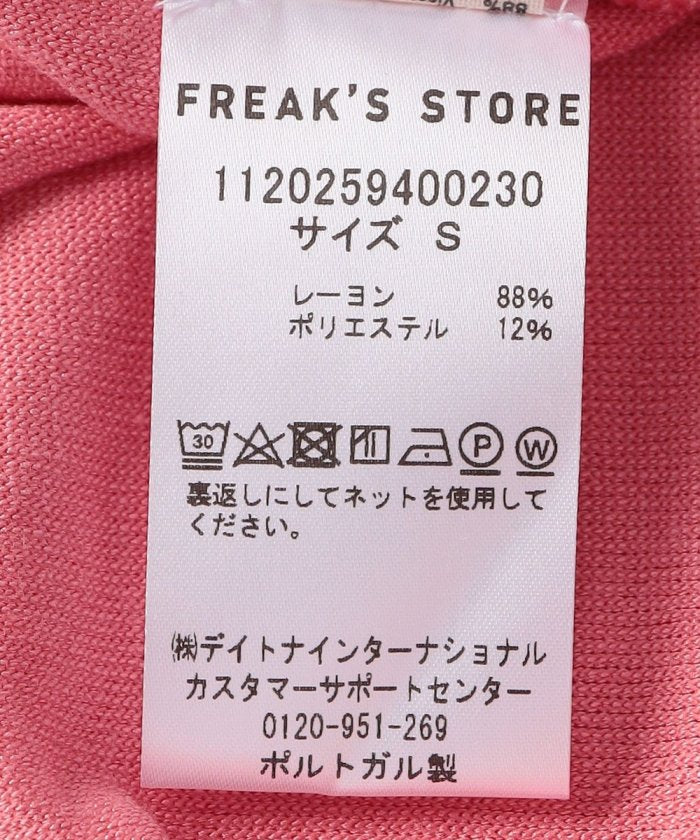 88%
FREAK'S STORE
1120259400230
サイズ S
レーヨン 88%
ポリエステル 12%
30 P W
裏返しにしてネットを使用して
ください。
㈱デイトナインターナショナル
カスタマーサポートセンター
0120-951-269
ポルトガル製